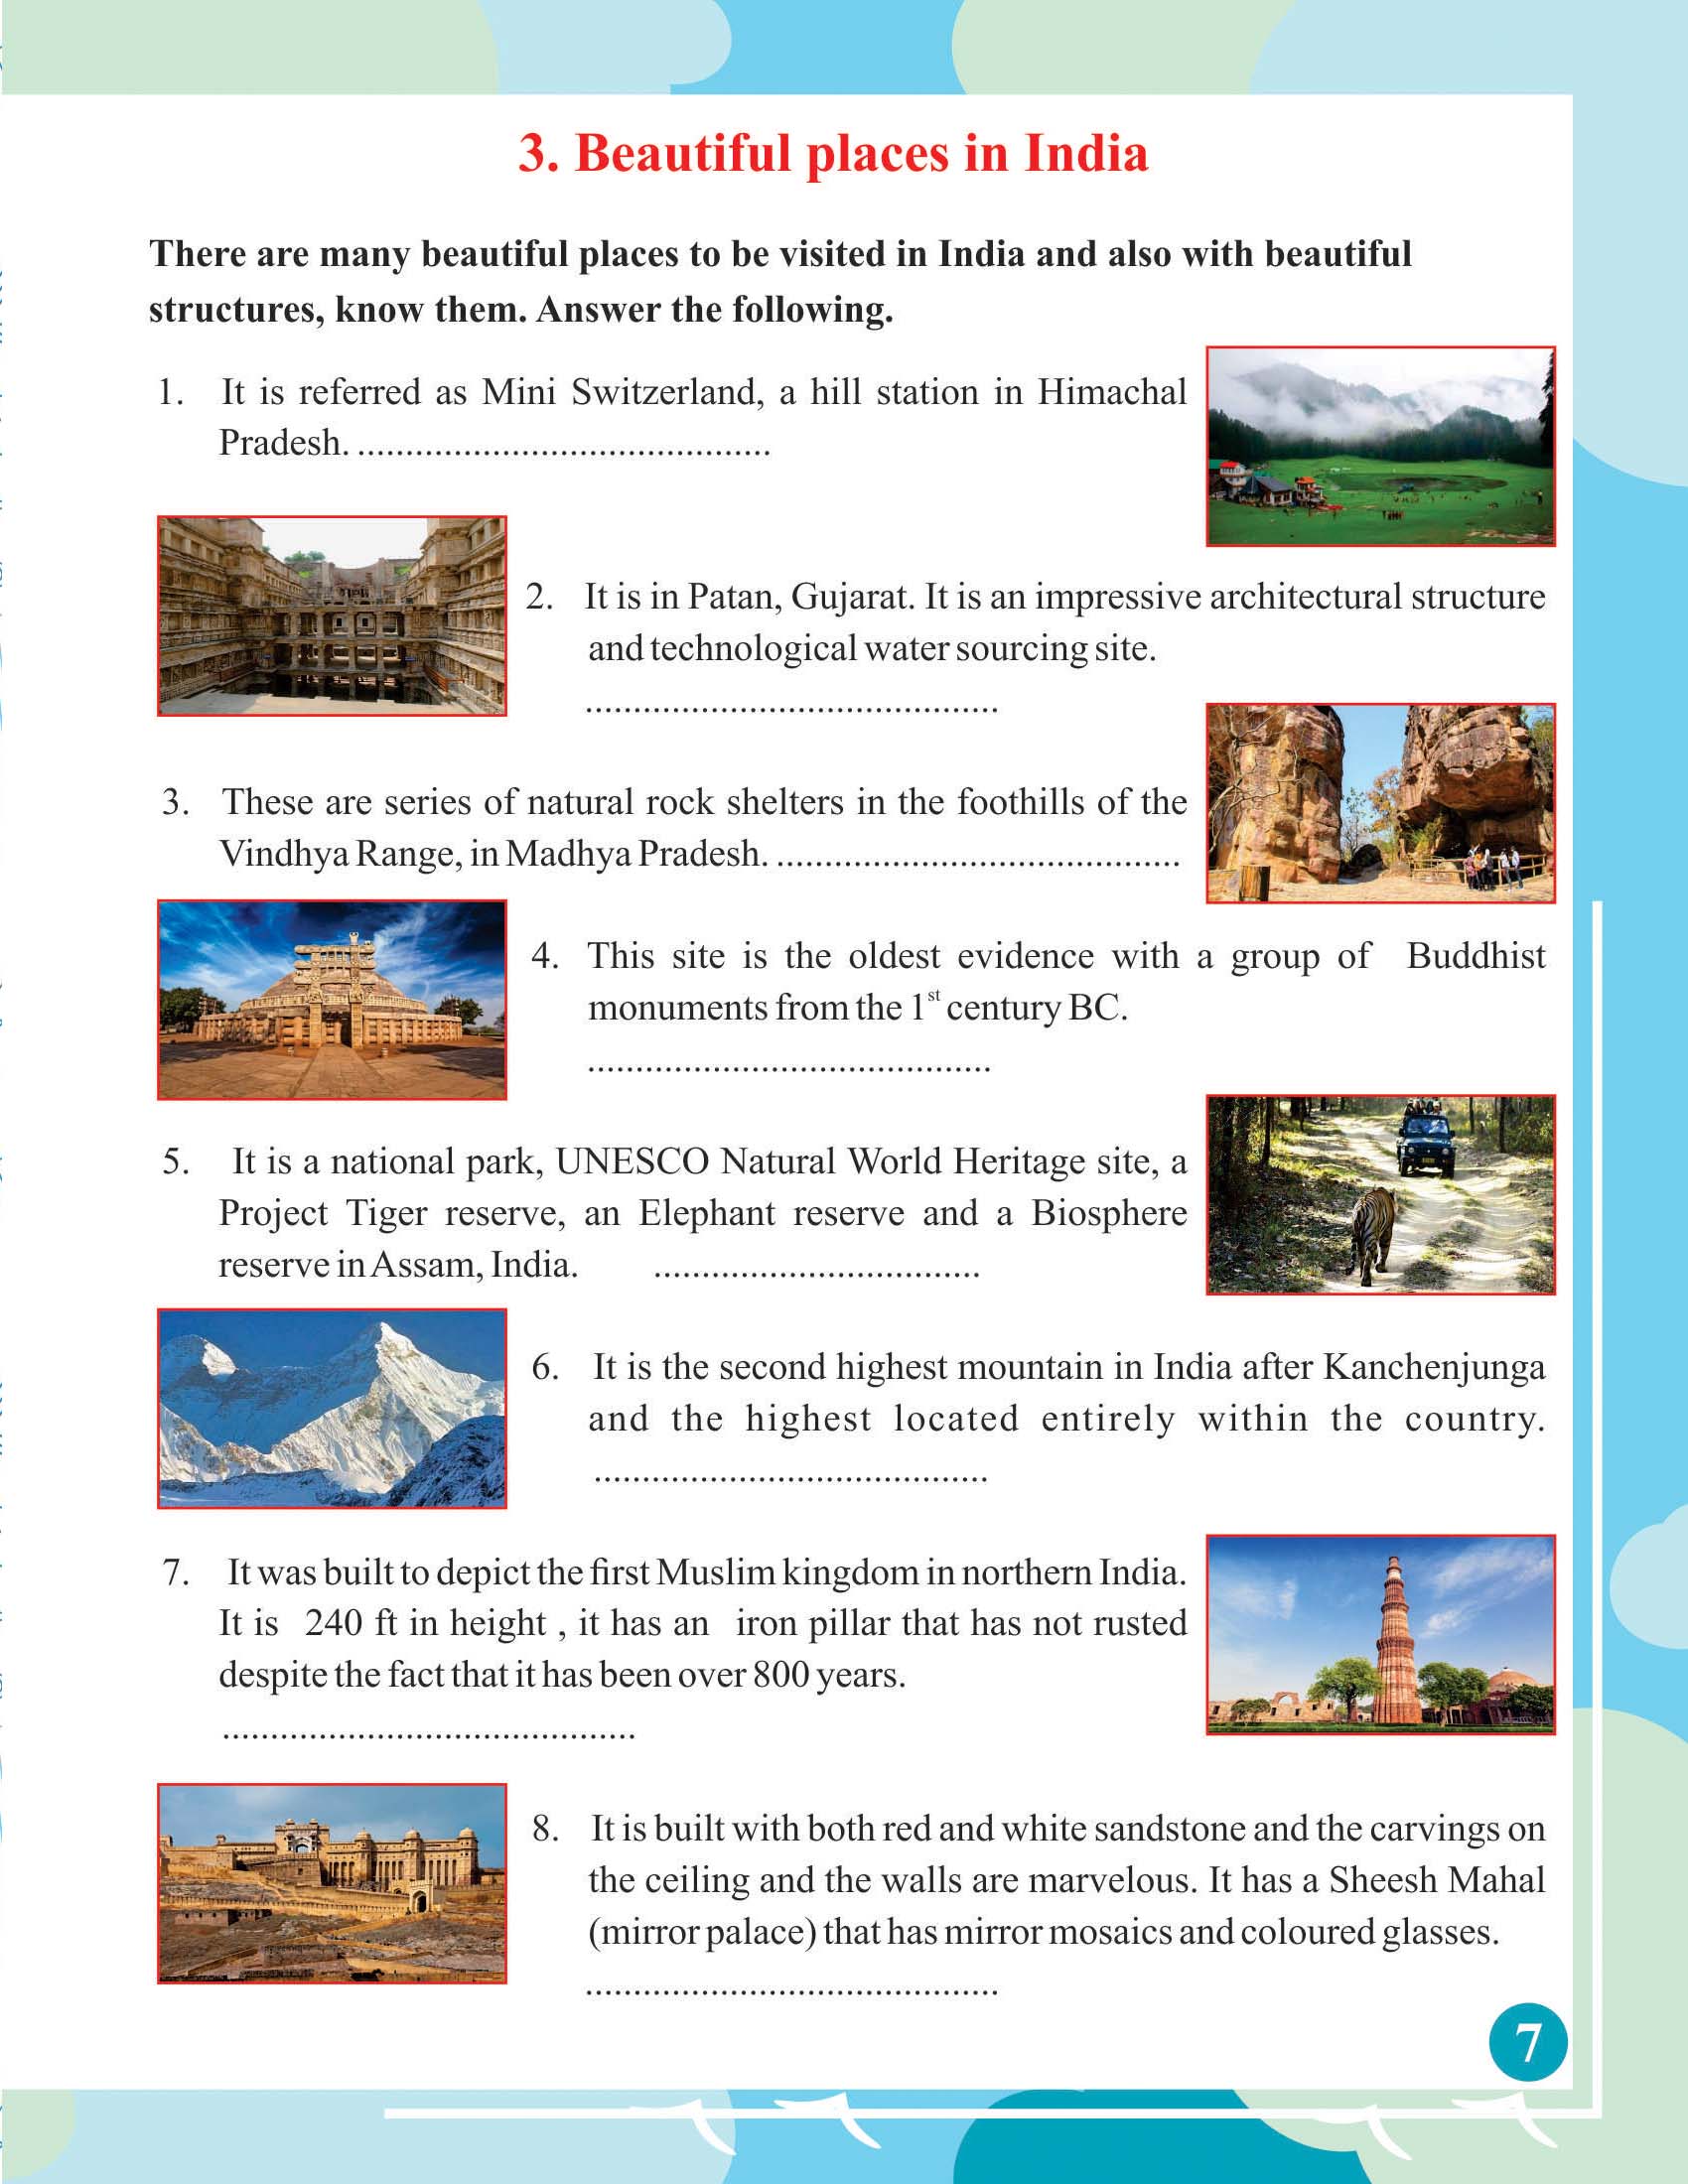 3. Beautiful places in India
There are many beautiful places to be visited in India and also with beautiful
structures, know them. Answer the following.
1. It is referred as Mini Switzerland, a hill station in Himachal
Pradesh. ...........................................
2. It is in Patan, Gujarat. It is an impressive architectural structure
and technological water sourcing site.
...........................................
3. These are series of natural rock shelters in the foothills of the
Vindhya Range, in Madhya Pradesh. ..........................................
4. This site is the oldest evidence with a group of Buddhist
monuments from the 1st century BC.
..........................................
5. It is a national park, UNESCO Natural World Heritage site, a
Project Tiger reserve, an Elephant reserve and a Biosphere
reserve in Assam, India. ..................................
6. It is the second highest mountain in India after Kanchenjunga
and the highest located entirely within the country.
.........................................
7. It was built to depict the first Muslim kingdom in northern India.
It is 240 ft in height , it has an iron pillar that has not rusted
despite the fact that it has been over 800 years.
...........................................
8. It is built with both red and white sandstone and the carvings on
the ceiling and the walls are marvelous. It has a Sheesh Mahal
(mirror palace) that has mirror mosaics and coloured glasses.
...........................................
7